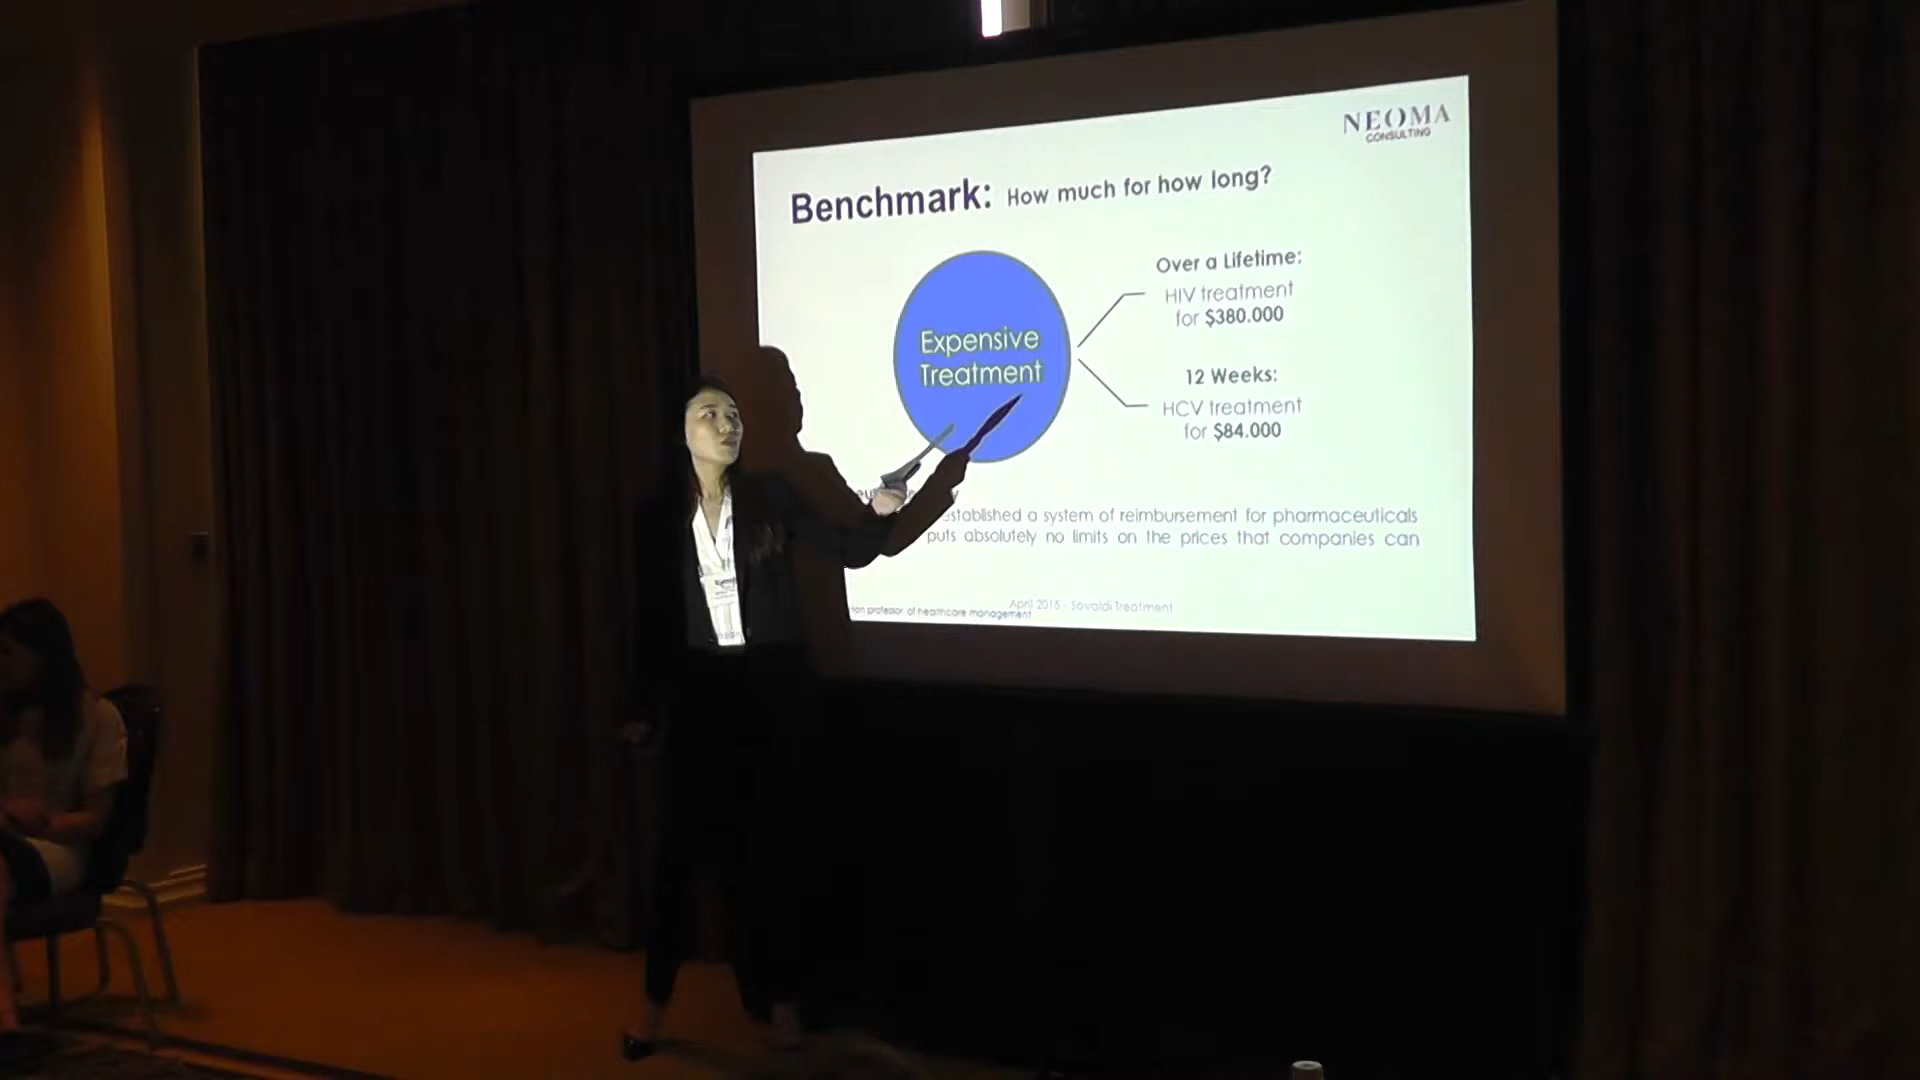 NEOMA
CONSULTING
Benchmark: How much for how long?
Expensive
Treatment
Over a Lifetime:
HIV treatment
for $380.000
12 Weeks:
HCV treatment
for $84.000
established a system of reimbursement for pharmaceuticals
puts absolutely no limits on the prices that companies can
April 2015 - Sovaldi Treatment
professor of healthcare management